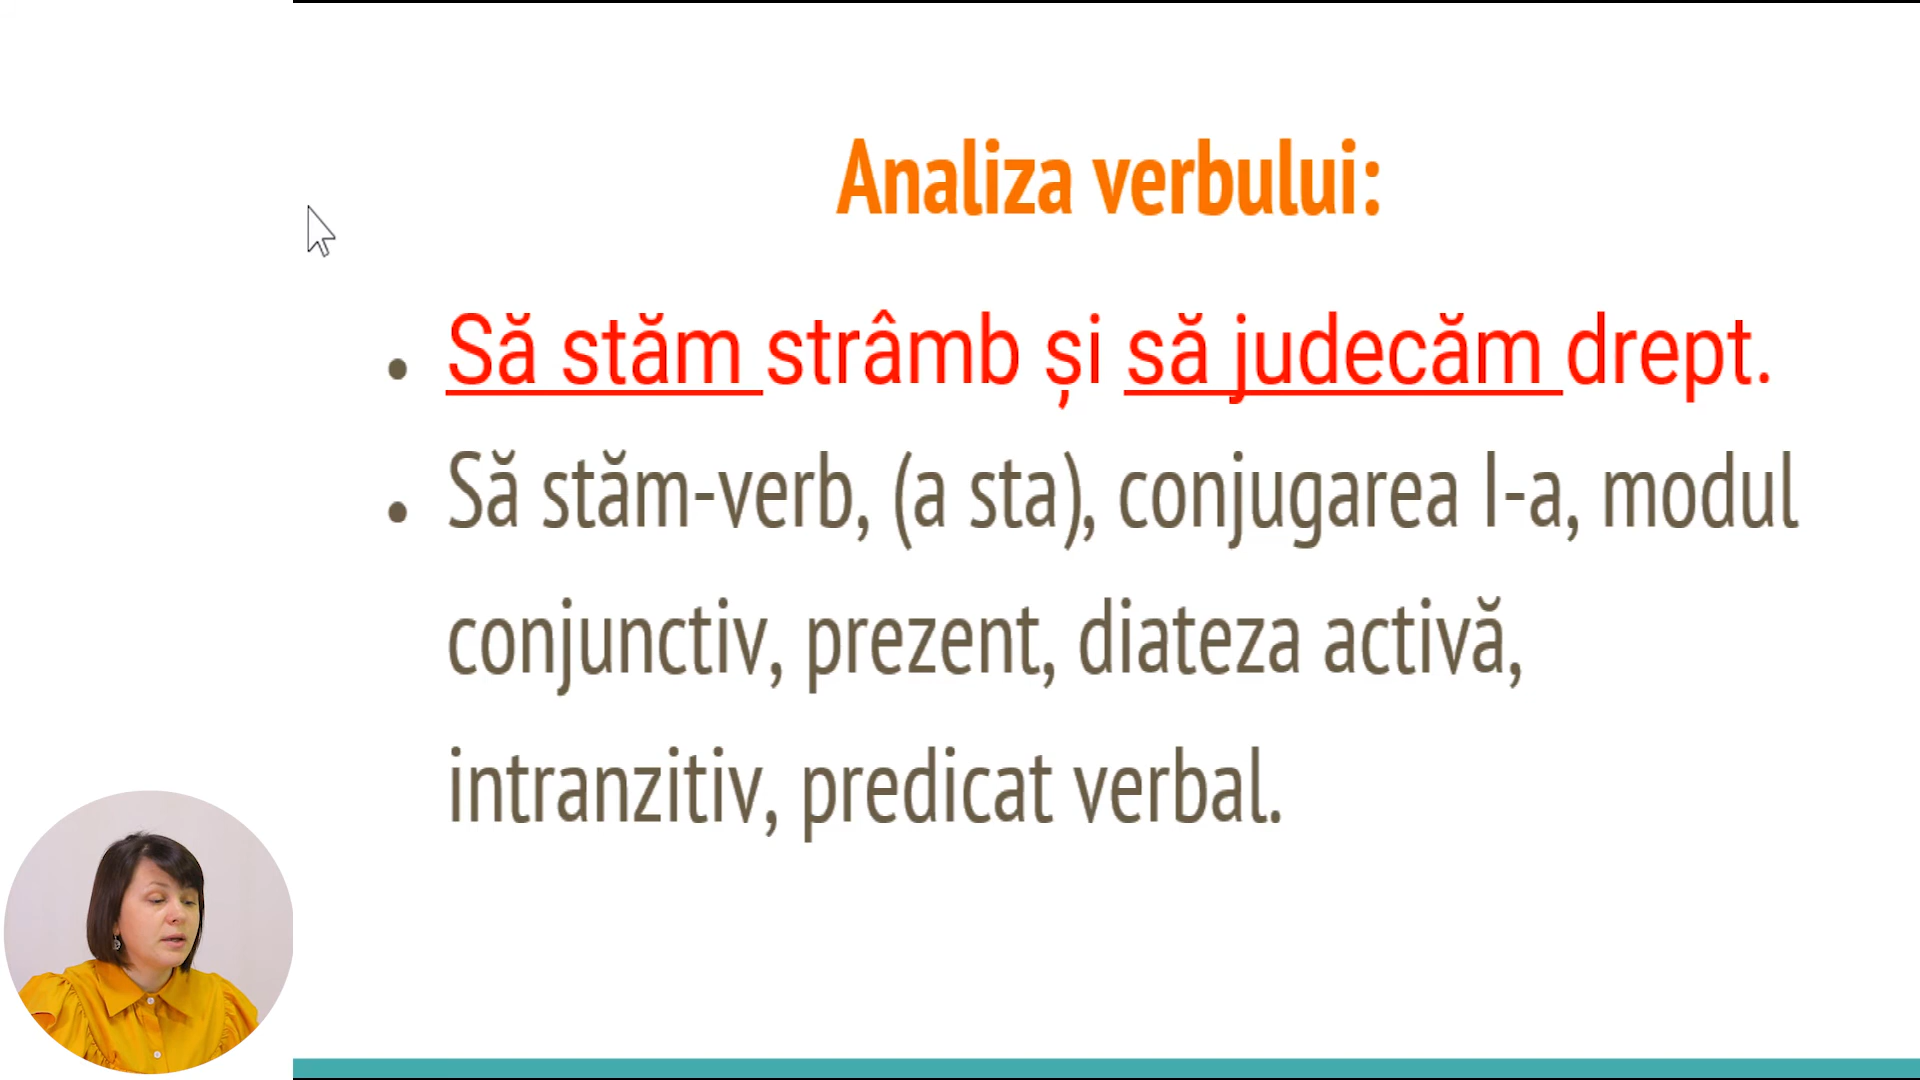 Analiza verbului:
• Să stăm strâmb și să judecăm drept.
• Să stăm-verb, (a sta), conjugarea I-a, modul
conjunctiv, prezent, diateza activă,
intranzitiv, predicat verbal.